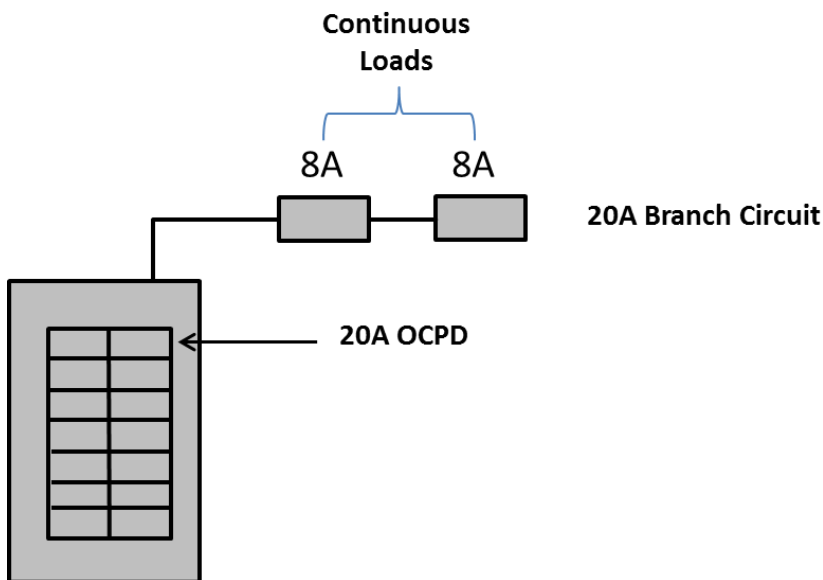 Continuous
Loads
8A
8A
20A Branch Circuit
20A OCPD